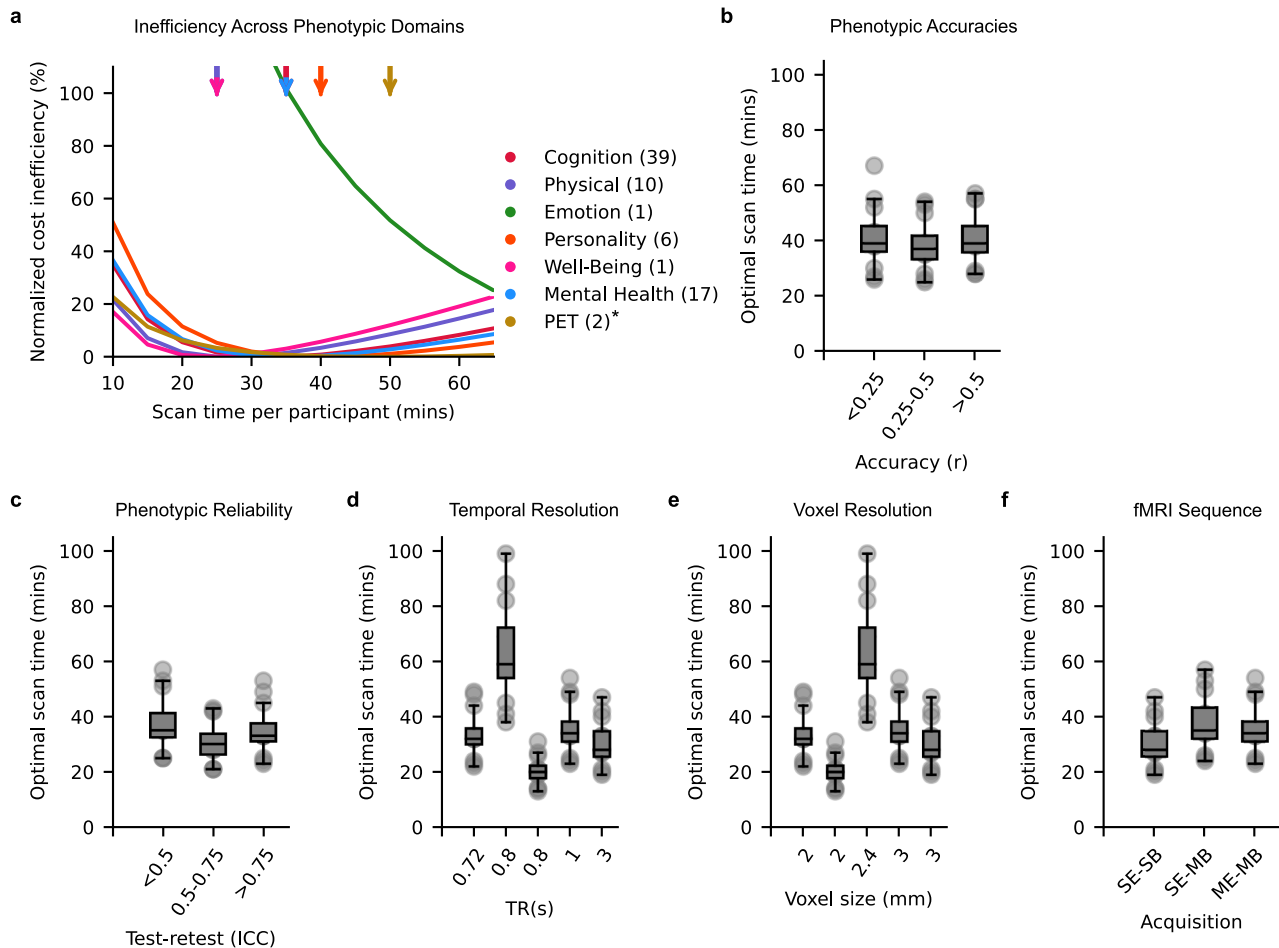 a
Inefficiency Across Phenotypic Domains
Normalized cost inefficiency (%)
100
80
60
40
20
0
10 20 30 40 50 60
Scan time per participant (mins)
Cognition (39)
Physical (10)
Emotion (1)
Personality (6)
Well-Being (1)
Mental Health (17)
PET (2)*
b
Phenotypic Accuracies
Optimal scan time (mins)
100
80
60
40
20
0
<0.25 0.25-0.5 >0.5
Accuracy (r)
c
Phenotypic Reliability
Optimal scan time (mins)
100
80
60
40
20
0
<0.5 0.5-0.75 >0.75
Test-retest (ICC)
d
Temporal Resolution
Optimal scan time (mins)
100
80
60
40
20
0
0.72 0.8 0.8 1 3
TR(s)
e
Voxel Resolution
Optimal scan time (mins)
100
80
60
40
20
0
2 2 2.4 3 3
Voxel size (mm)
f
fMRI Sequence
Optimal scan time (mins)
100
80
60
40
20
0
SE-SB SE-MB ME-MB
Acquisition